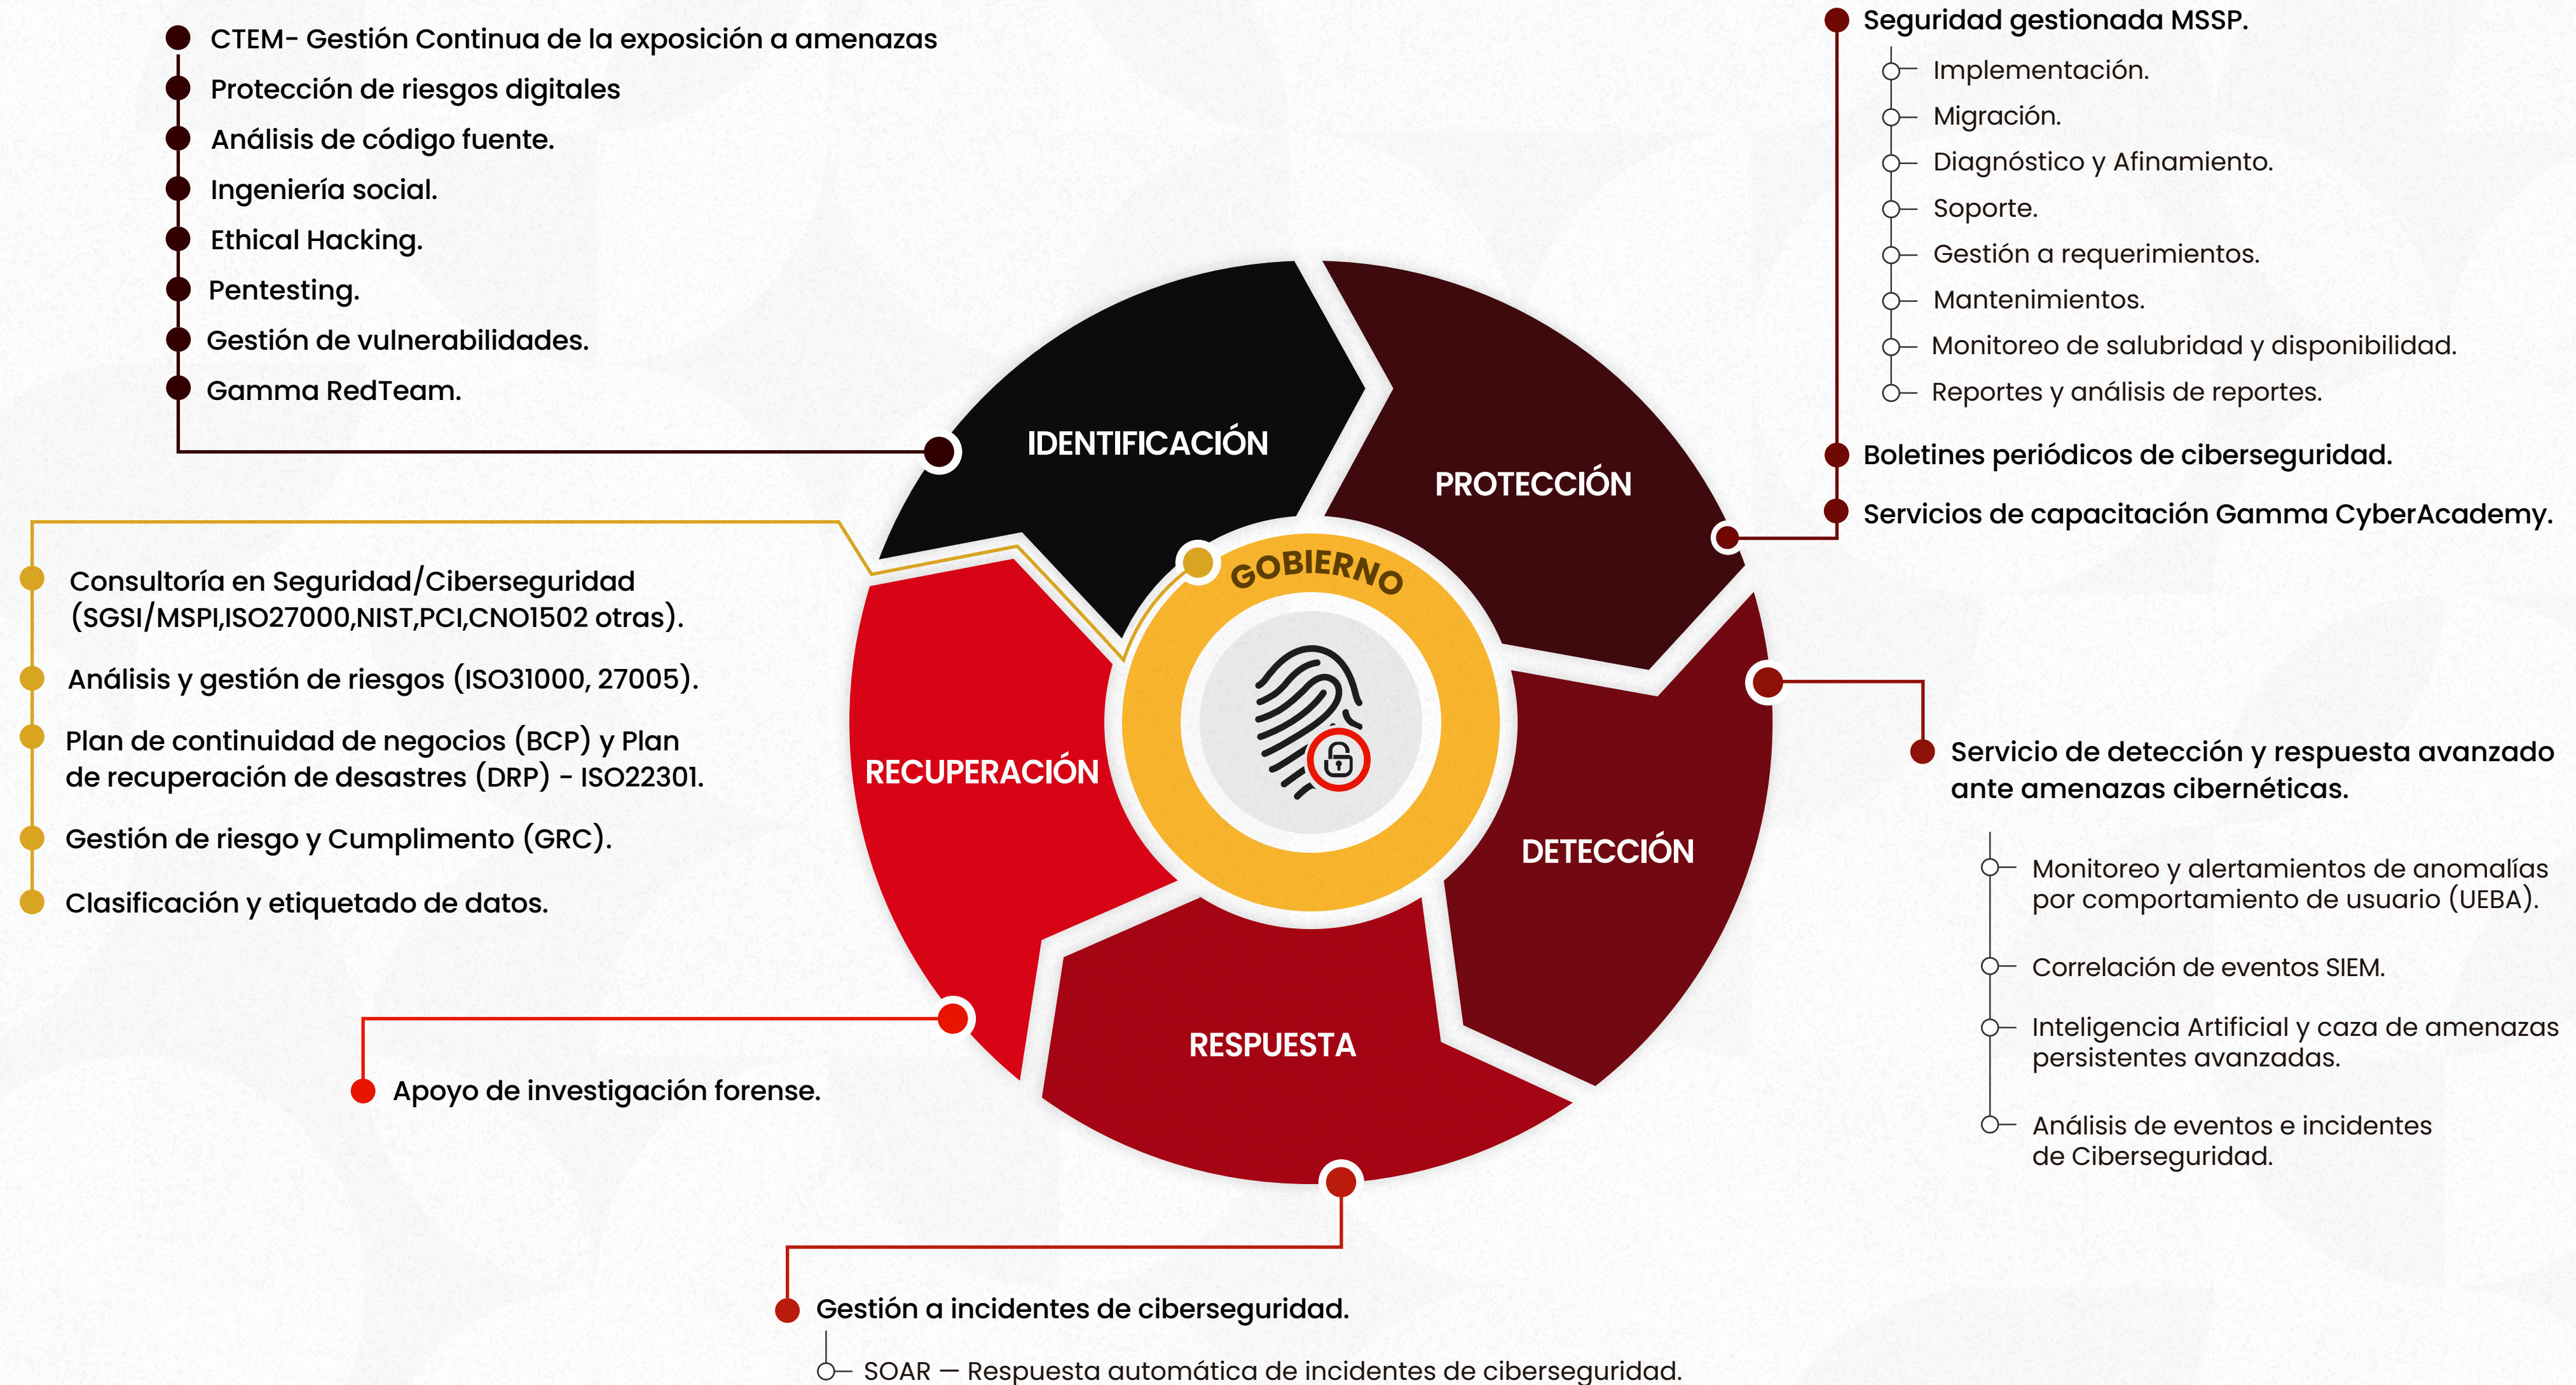 CTEM- Gestión Continua de la exposición a amenazas
Protección de riesgos digitales
Análisis de código fuente.
Ingeniería social.
Ethical Hacking.
Pentesting.
Gestión de vulnerabilidades.
Gamma RedTeam.
Seguridad gestionada MSSP.
Implementación.
Migración.
Diagnóstico y Afinamiento.
Soporte.
Gestión a requerimientos.
Mantenimientos.
Monitoreo de salubridad y disponibilidad.
Reportes y análisis de reportes.
Boletines periódicos de ciberseguridad.
Servicios de capacitación Gamma CyberAcademy.
IDENTIFICACIÓN
PROTECCIÓN
GOBIERNO
RECUPERACIÓN
DETECCIÓN
RESPUESTA
Consultoría en Seguridad/Ciberseguridad
(SGSI/MSPI,ISO27000,NIST,PCI,CNO1502 otras).
Análisis y gestión de riesgos (ISO31000, 27005).
Plan de continuidad de negocios (BCP) y Plan
de recuperación de desastres (DRP) - ISO22301.
Gestión de riesgo y Cumplimento (GRC).
Clasificación y etiquetado de datos.
Servicio de detección y respuesta avanzado
ante amenazas cibernéticas.
Monitoreo y alertamientos de anomalías
por comportamiento de usuario (UEBA).
Correlación de eventos SIEM.
Inteligencia Artificial y caza de amenazas
persistentes avanzadas.
Análisis de eventos e incidentes
de Ciberseguridad.
Apoyo de investigación forense.
Gestión a incidentes de ciberseguridad.
SOAR — Respuesta automática de incidentes de ciberseguridad.